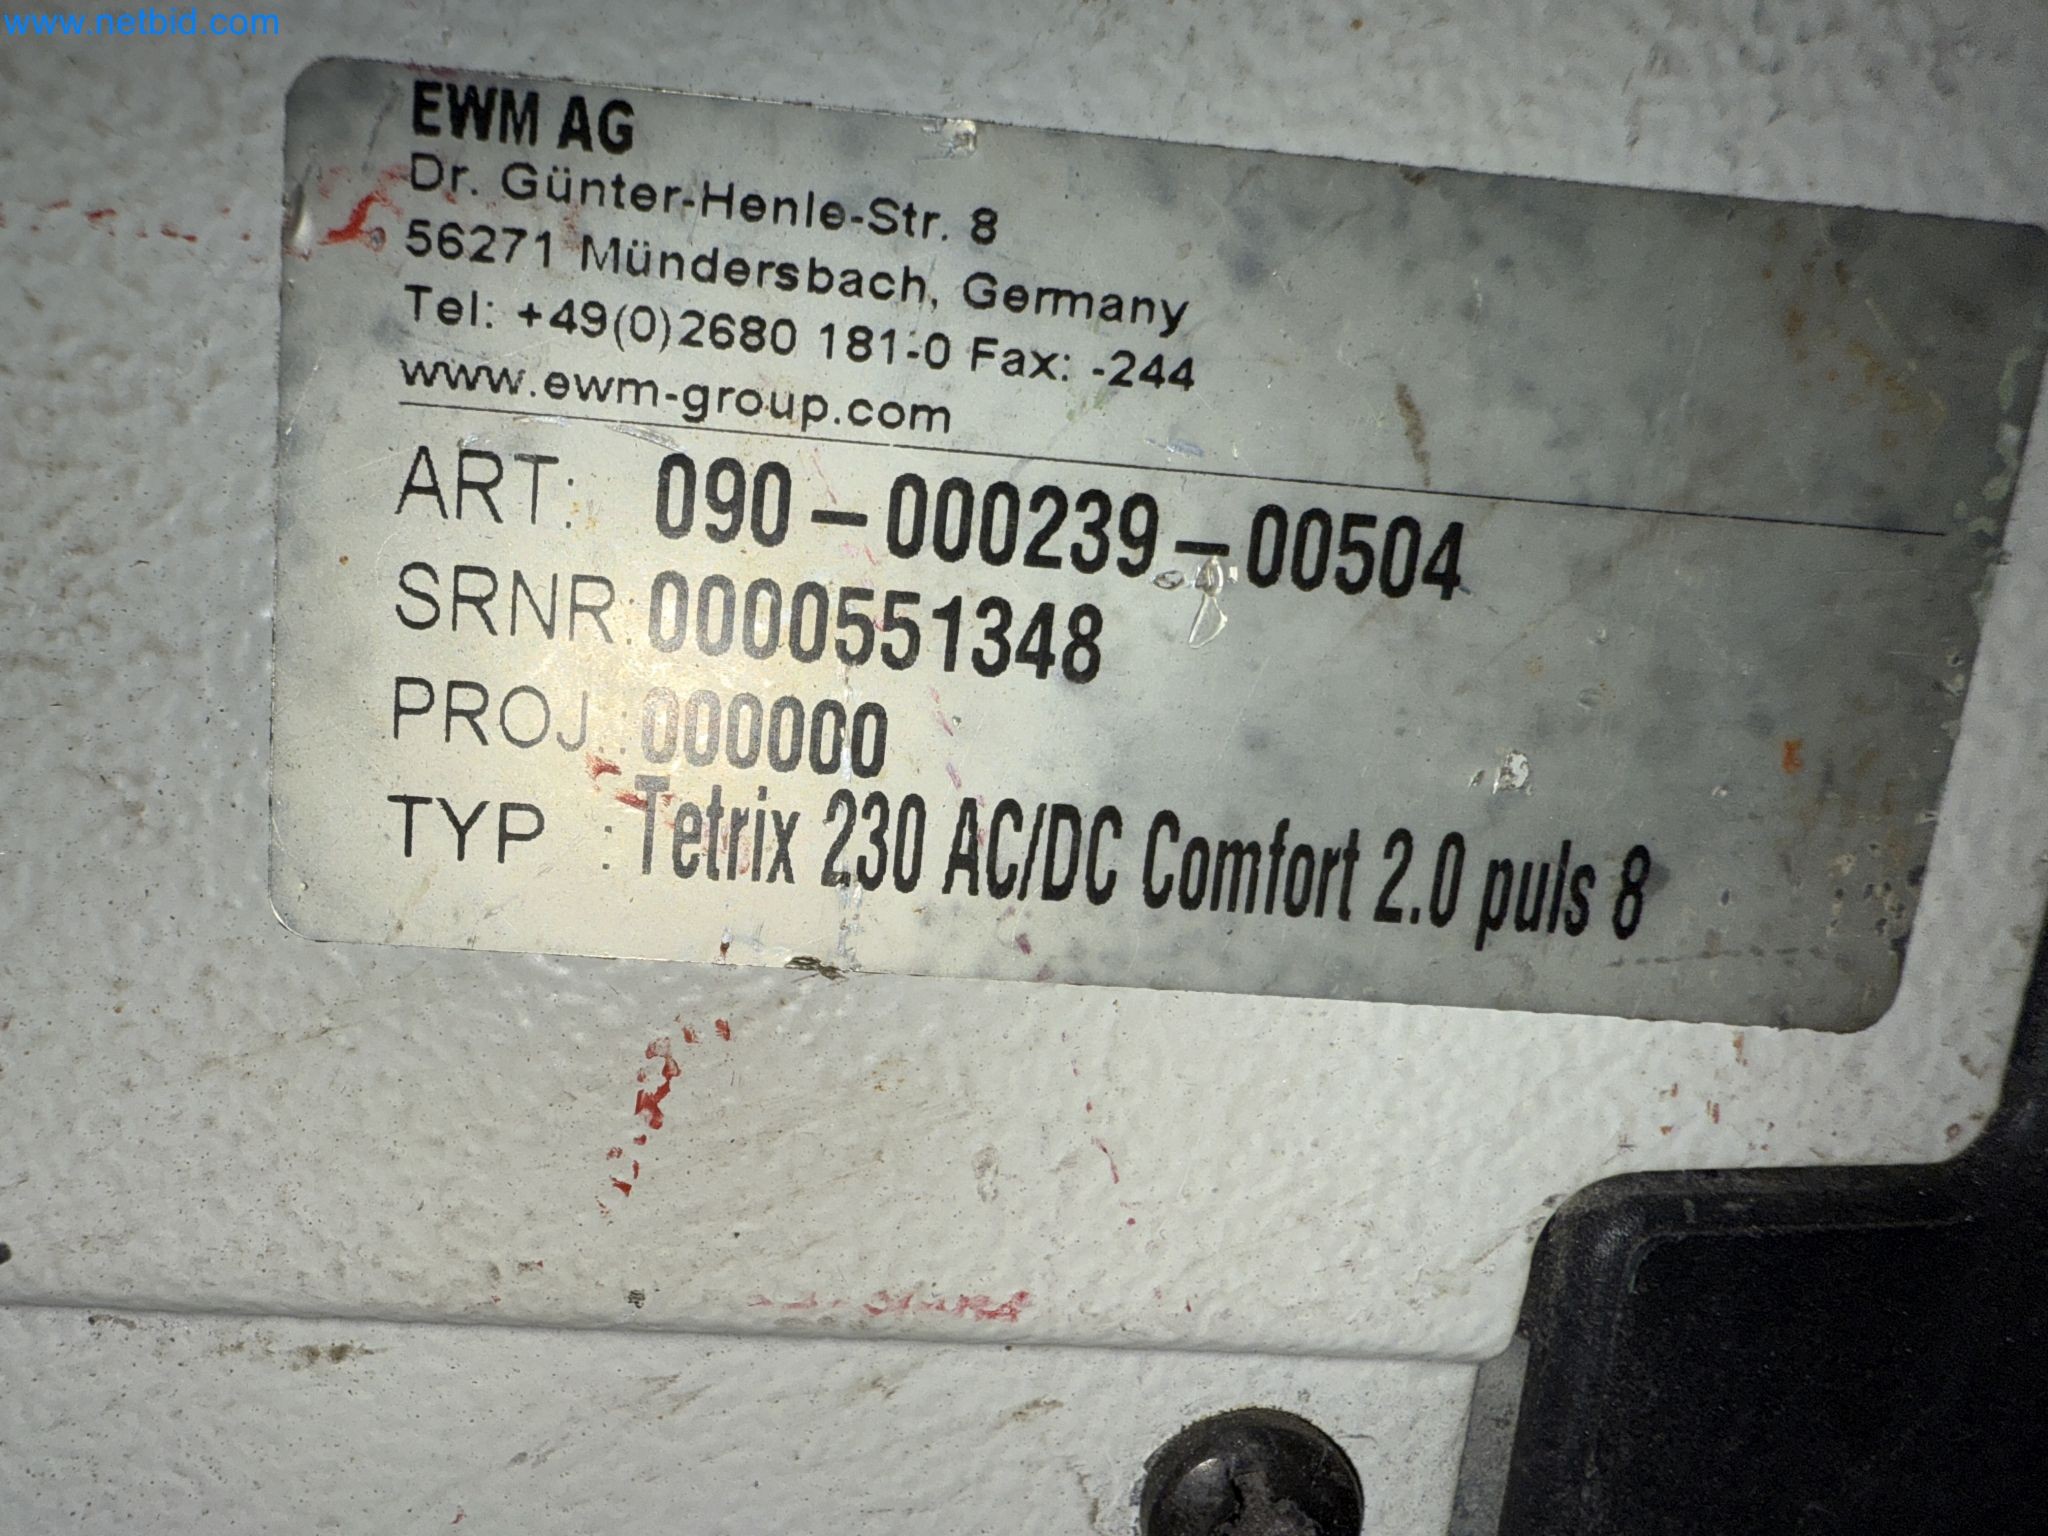 www.netbid.com
EWM AG
Dr. Günter-Henle-Str. 8
56271 Mündersbach, Germany
Tel: +49(0)2680 181-0 Fax: -244
www.ewm-group.com
ART: 090-000239-00504
SRNR: 0000551348
PROJ.: 000000
TYP : Tetrix 230 AC/DC Comfort 2.0 puls 8